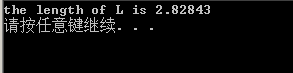 the length of L is 2.82843
请按任意键继续. . .